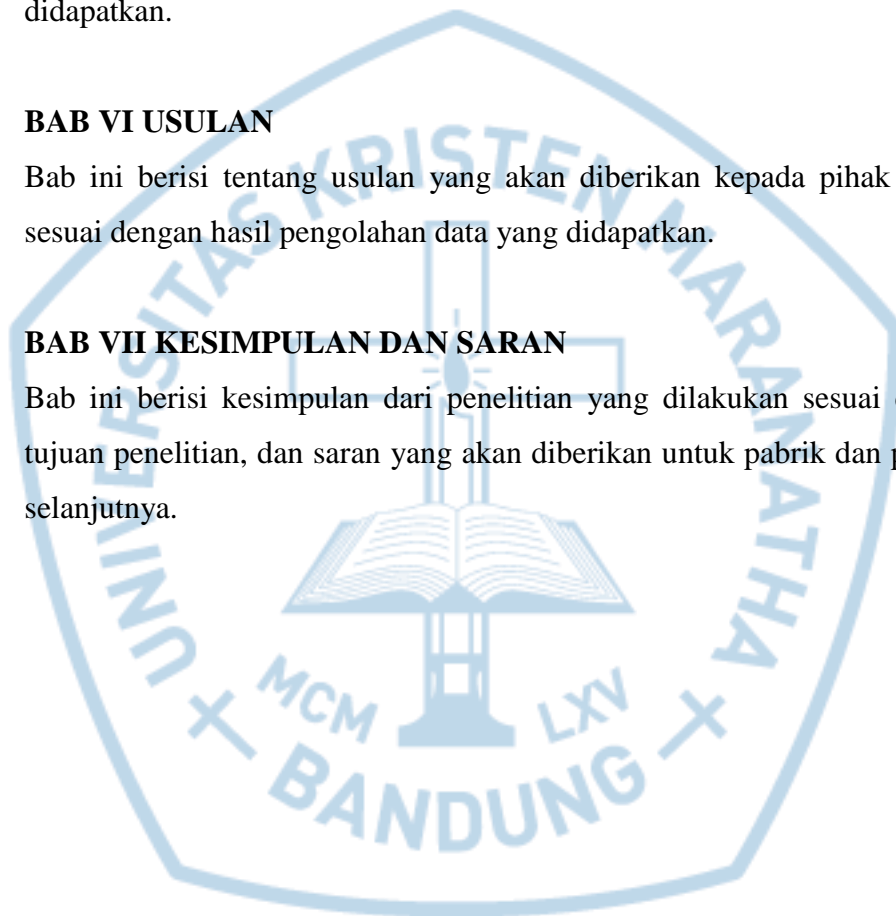 didapatkan.
BAB VI USULAN
Bab ini berisi tentang usulan yang akan diberikan kepada pihak
sesuai dengan hasil pengolahan data yang didapatkan.
BAB VII KESIMPULAN DAN SARAN
Bab ini berisi kesimpulan dari penelitian yang dilakukan sesuai
tujuan penelitian, dan saran yang akan diberikan untuk pabrik dan
selanjutnya.
UNIVERSITAS KRISTEN MARANATHA
MCM LXV
BANDUNG